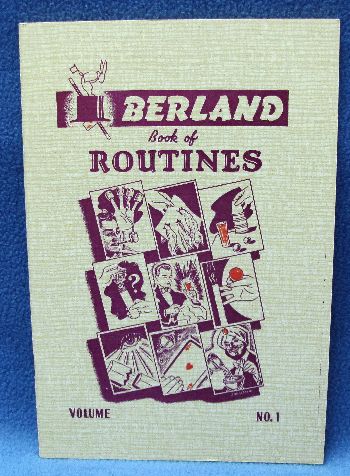 BERLAND
Book of
ROUTINES
?
VOLUME NO. 1